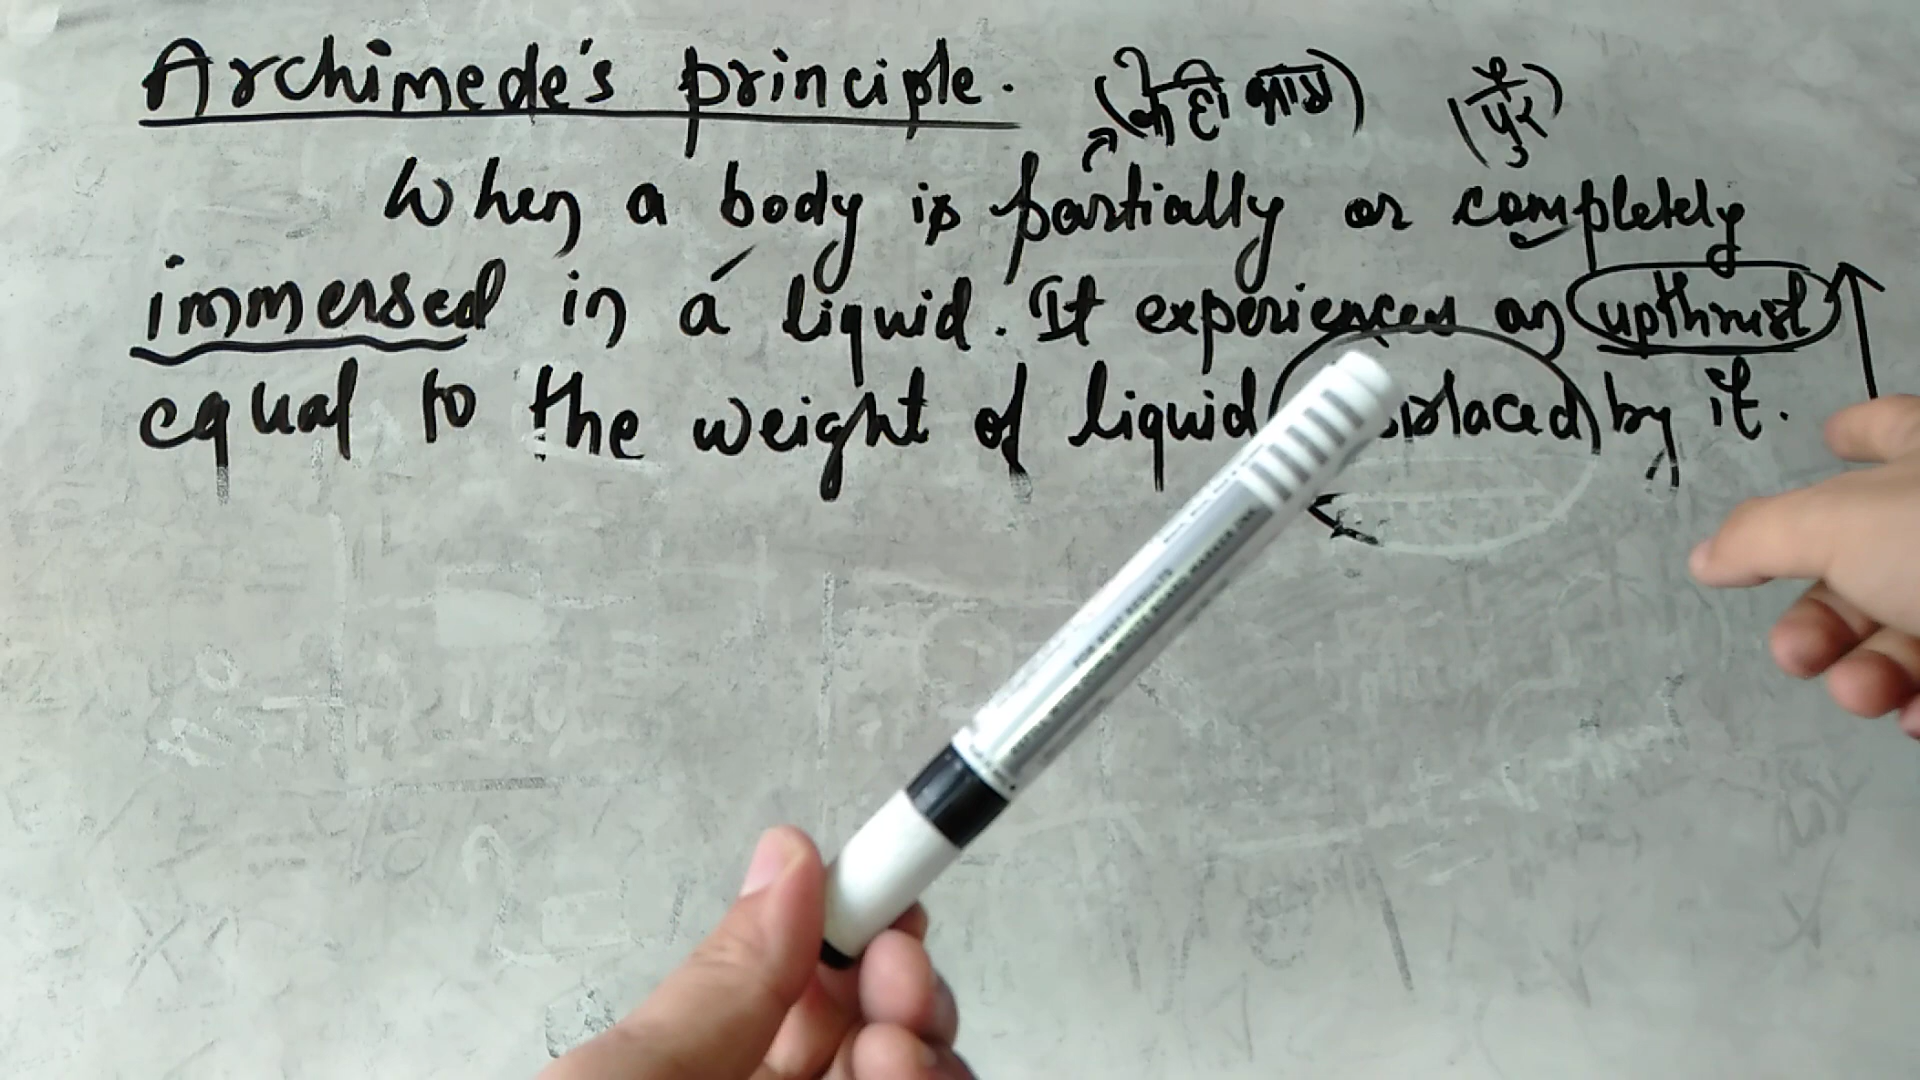 Archimede's principle.
पुरे
When a body is partially or completely
immersed in a liquid. It experiences an upthrust
equal to the weight of liquid by it.